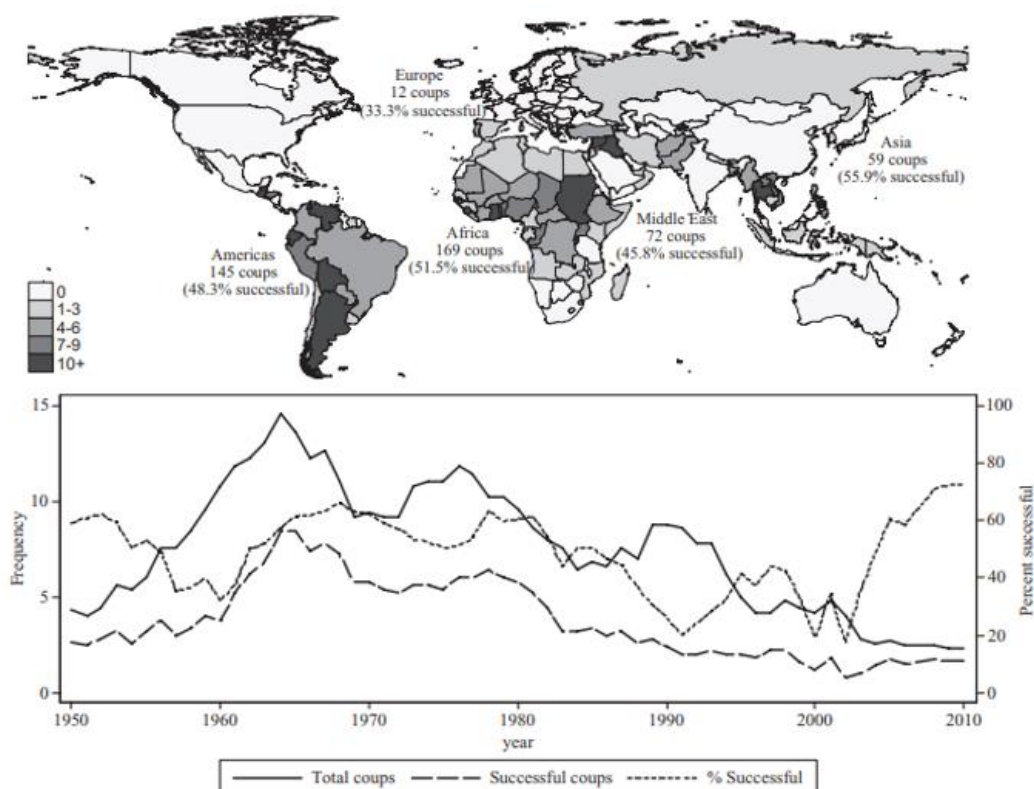 Europe
12 coups
(33.3% successful)
Asia
59 coups
(55.9% successful)
Middle East
72 coups
(45.8% successful)
Africa
169 coups
(51.5% successful)
Americas
145 coups
(48.3% successful)
0
1-3
4-6
7-9
10+
15
10
5
0
Frequency
100
80
60
40
20
0
Percent successful
1950 1960 1970 1980 1990 2000 2010
year
Total coups Successful coups % Successful